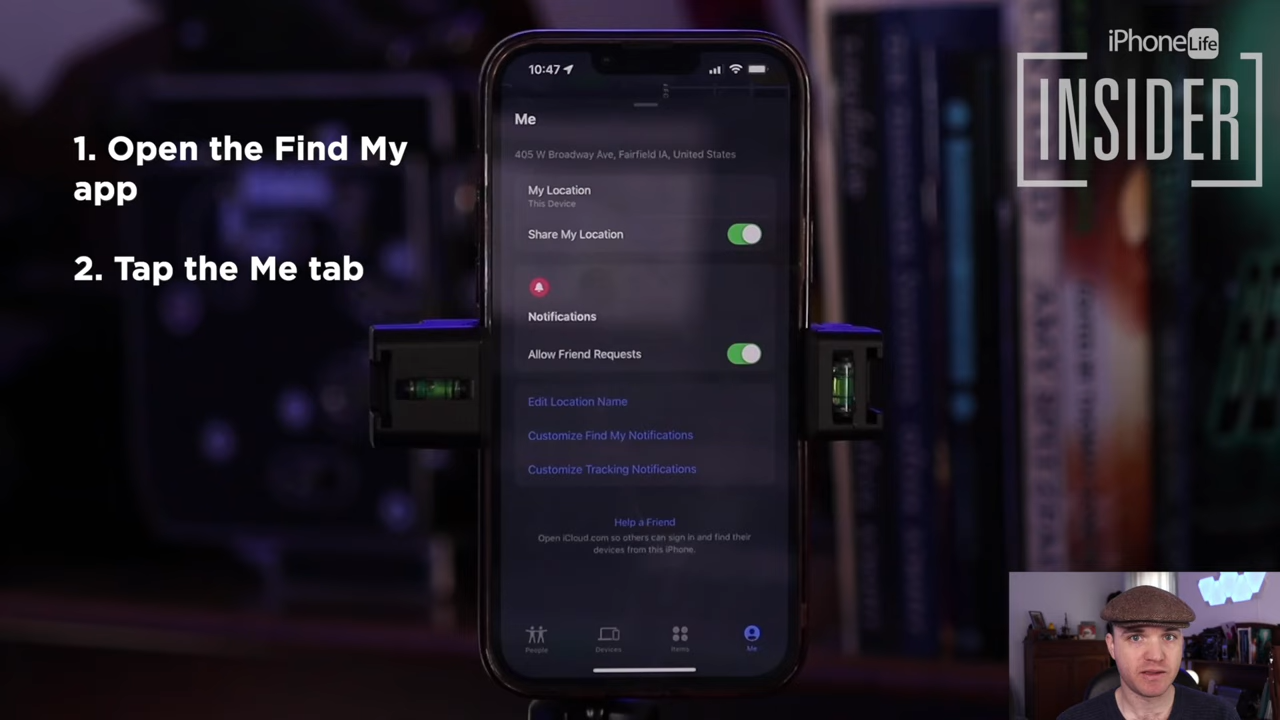 iPhoneLife
INSIDER
1. Open the Find My
app
2. Tap the Me tab
10:47
Me
405 W Broadway Ave, Fairfield IA, United States
My Location
This Device
Share My Location
Notifications
Allow Friend Requests
Edit Location Name
Customize Find My Notifications
Customize Tracking Notifications
Help a Friend
Open iCloud.com so others can sign in and find their
devices from this iPhone.
People
Devices
Items
Me